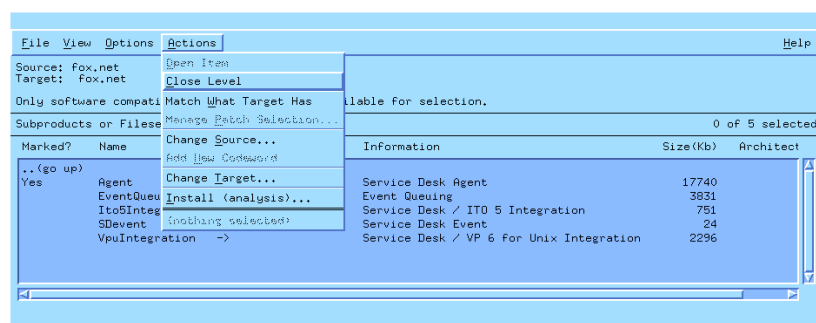 File View Options Actions Help
Source: fox.net
Target: fox.net
Only software compati ilable for selection.
Subproducts or Filese 0 of 5 selected
Open Item
Close Level
Match What Target Has
Manage Patch Selection...
Change Source...
Add New Codeword
Change Target...
Install (analysis)...
(nothing selected)
Marked? Name Information Size(Kb) Architect
..(go up)
Yes Agent Service Desk Agent 17740
EventQueu Event Queuing 3831
Ito5Integ Service Desk / ITO 5 Integration 751
SDevent Service Desk Event 24
VpuIntegration -> Service Desk / VP 6 for Unix Integration 2296